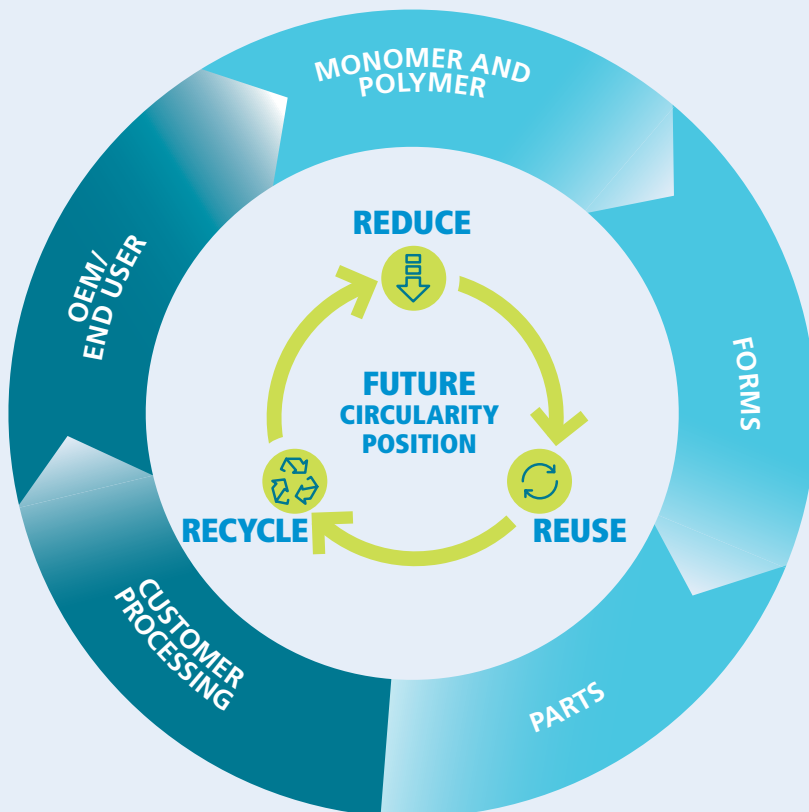 MONOMER AND
POLYMER
FORMS
PARTS
CUSTOMER
PROCESSING
OEM/
END USER
REDUCE
REUSE
RECYCLE
FUTURE
CIRCULARITY
POSITION